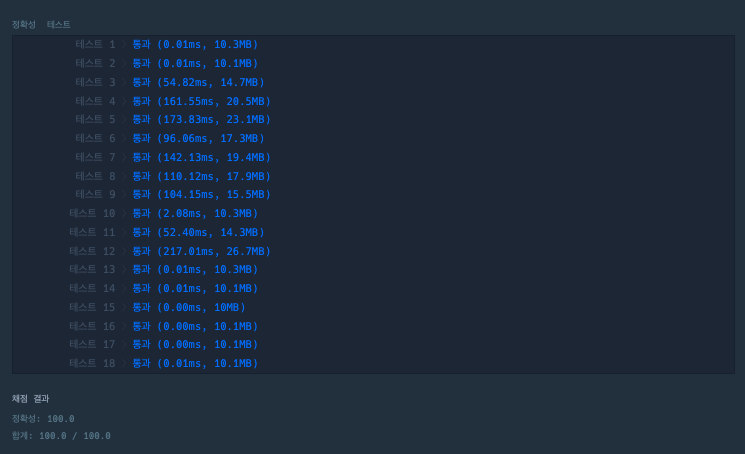 정확성 테스트
테스트 1 〉 통과 (0.01ms, 10.3MB)
테스트 2 〉 통과 (0.01ms, 10.1MB)
테스트 3 〉 통과 (54.82ms, 14.7MB)
테스트 4 〉 통과 (161.55ms, 20.5MB)
테스트 5 〉 통과 (173.83ms, 23.1MB)
테스트 6 〉 통과 (96.06ms, 17.3MB)
테스트 7 〉 통과 (142.13ms, 19.4MB)
테스트 8 〉 통과 (110.12ms, 17.9MB)
테스트 9 〉 통과 (104.15ms, 15.5MB)
테스트 10 〉 통과 (2.08ms, 10.3MB)
테스트 11 〉 통과 (52.40ms, 14.3MB)
테스트 12 〉 통과 (217.01ms, 26.7MB)
테스트 13 〉 통과 (0.01ms, 10.3MB)
테스트 14 〉 통과 (0.01ms, 10.1MB)
테스트 15 〉 통과 (0.00ms, 10MB)
테스트 16 〉 통과 (0.00ms, 10.1MB)
테스트 17 〉 통과 (0.00ms, 10.1MB)
테스트 18 〉 통과 (0.01ms, 10.1MB)
채점 결과
정확성: 100.0
합계: 100.0 / 100.0